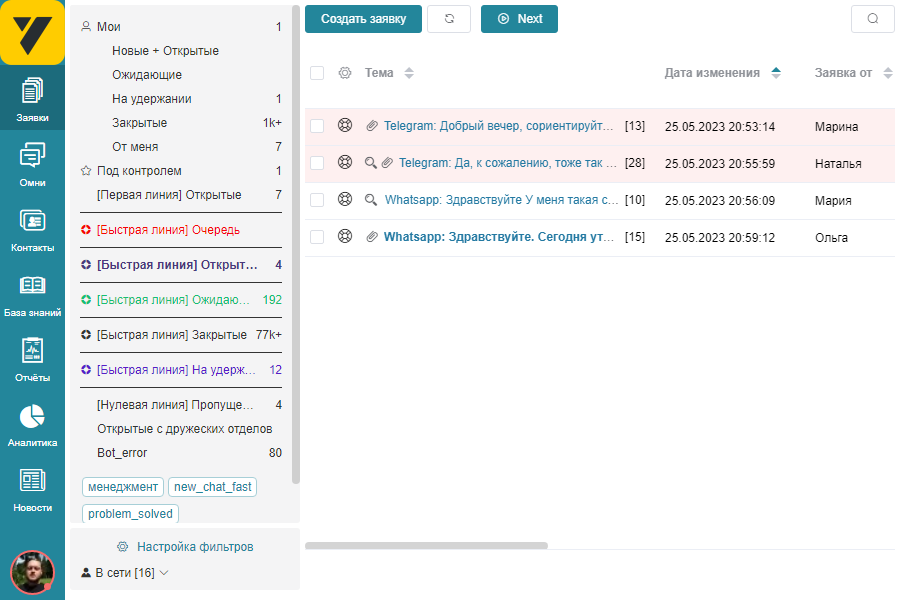 Заявки
Омни
Контакты
База знаний
Отчёты
Аналитика
Новости
Мои 1
Новые + Открытые
Ожидающие
На удержании 1
Закрытые 1k+
От меня 7
Под контролем 1
[Первая линия] Открытые 7
[Быстрая линия] Очередь
[Быстрая линия] Открыт... 4
[Быстрая линия] Ожидаю... 192
[Быстрая линия] Закрытые 77k+
[Быстрая линия] На удерж... 12
[Нулевая линия] Пропуще... 4
Открытые с дружеских отделов
Bot_error 80
менеджмент new_chat_fast
problem_solved
Настройка фильтров
В сети [16]
Создать заявку Next
Тема Дата изменения Заявка от
Telegram: Добрый вечер, сориентируйт... [13] 25.05.2023 20:53:14 Марина
Telegram: Да, к сожалению, тоже так ... [28] 25.05.2023 20:55:59 Наталья
Whatsapp: Здравствуйте У меня такая с... [10] 25.05.2023 20:56:09 Мария
Whatsapp: Здравствуйте. Сегодня ут... [15] 25.05.2023 20:59:12 Ольга